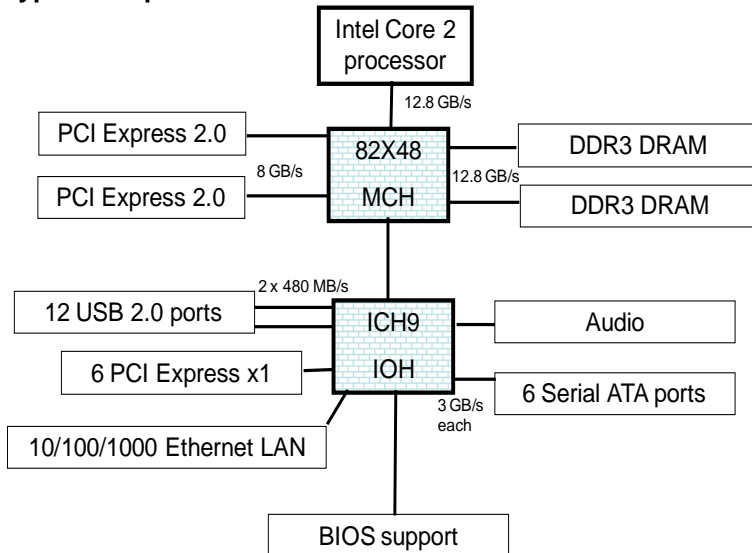 Intel Core 2
processor
12.8 GB/s
PCI Express 2.0
82X48
DDR3 DRAM
8 GB/s
12.8 GB/s
PCI Express 2.0
MCH
DDR3 DRAM
2 x 480 MB/s
12 USB 2.0 ports
ICH9
Audio
6 PCI Express x1
IOH
3 GB/s
each
6 Serial ATA ports
10/100/1000 Ethernet LAN
BIOS support